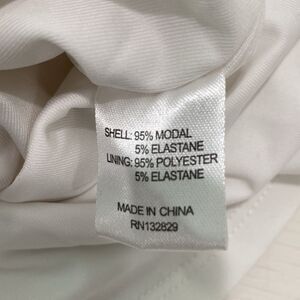 SHELL: 95% MODAL
5% ELASTANE
LINING: 95% POLYESTER
5% ELASTANE
MADE IN CHINA
RN132829